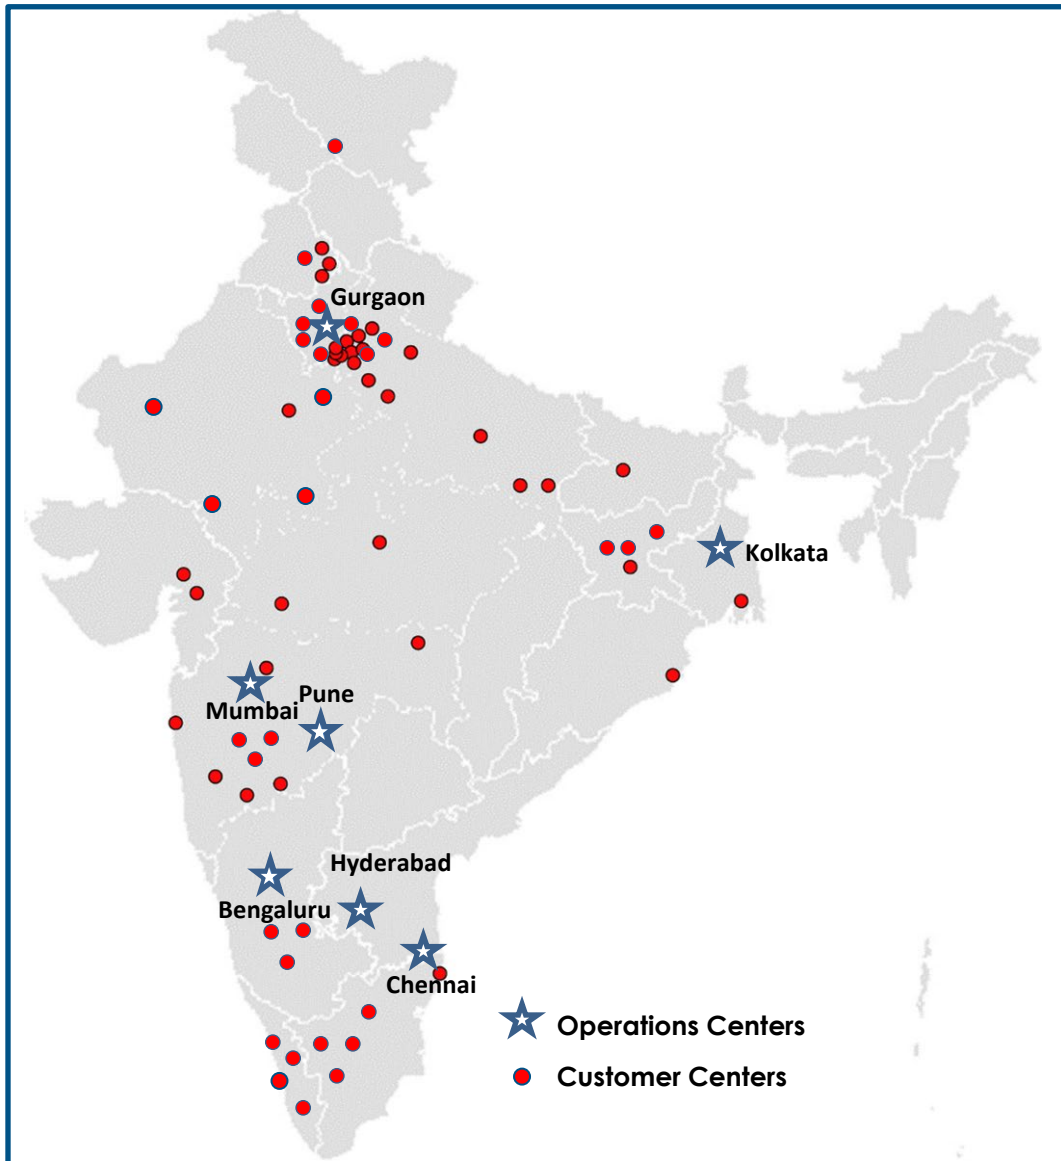 Gurgaon
Kolkata
Pune
Mumbai
Hyderabad
Bengaluru
Chennai
Operations Centers
Customer Centers